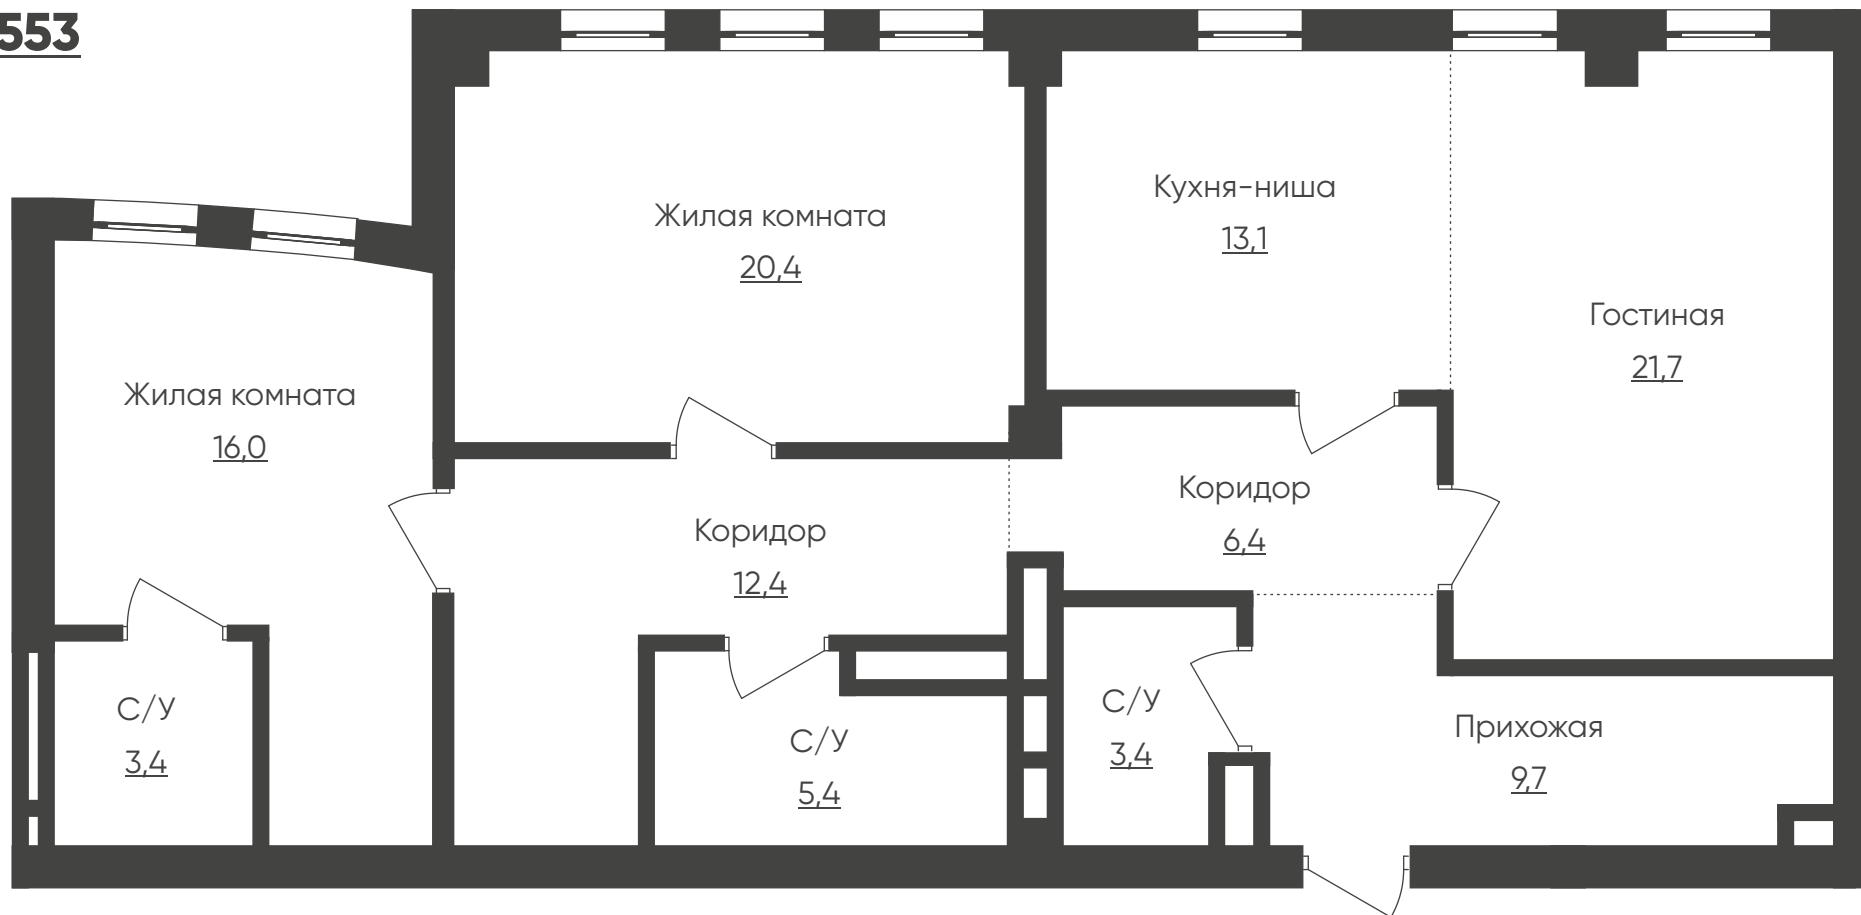 553
Жилая комната
20,4
Кухня-ниша
13,1
Гостиная
21,7
Жилая комната
16,0
Коридор
12,4
Коридор
6,4
С/У
3,4
С/У
5,4
С/У
3,4
Прихожая
9,7